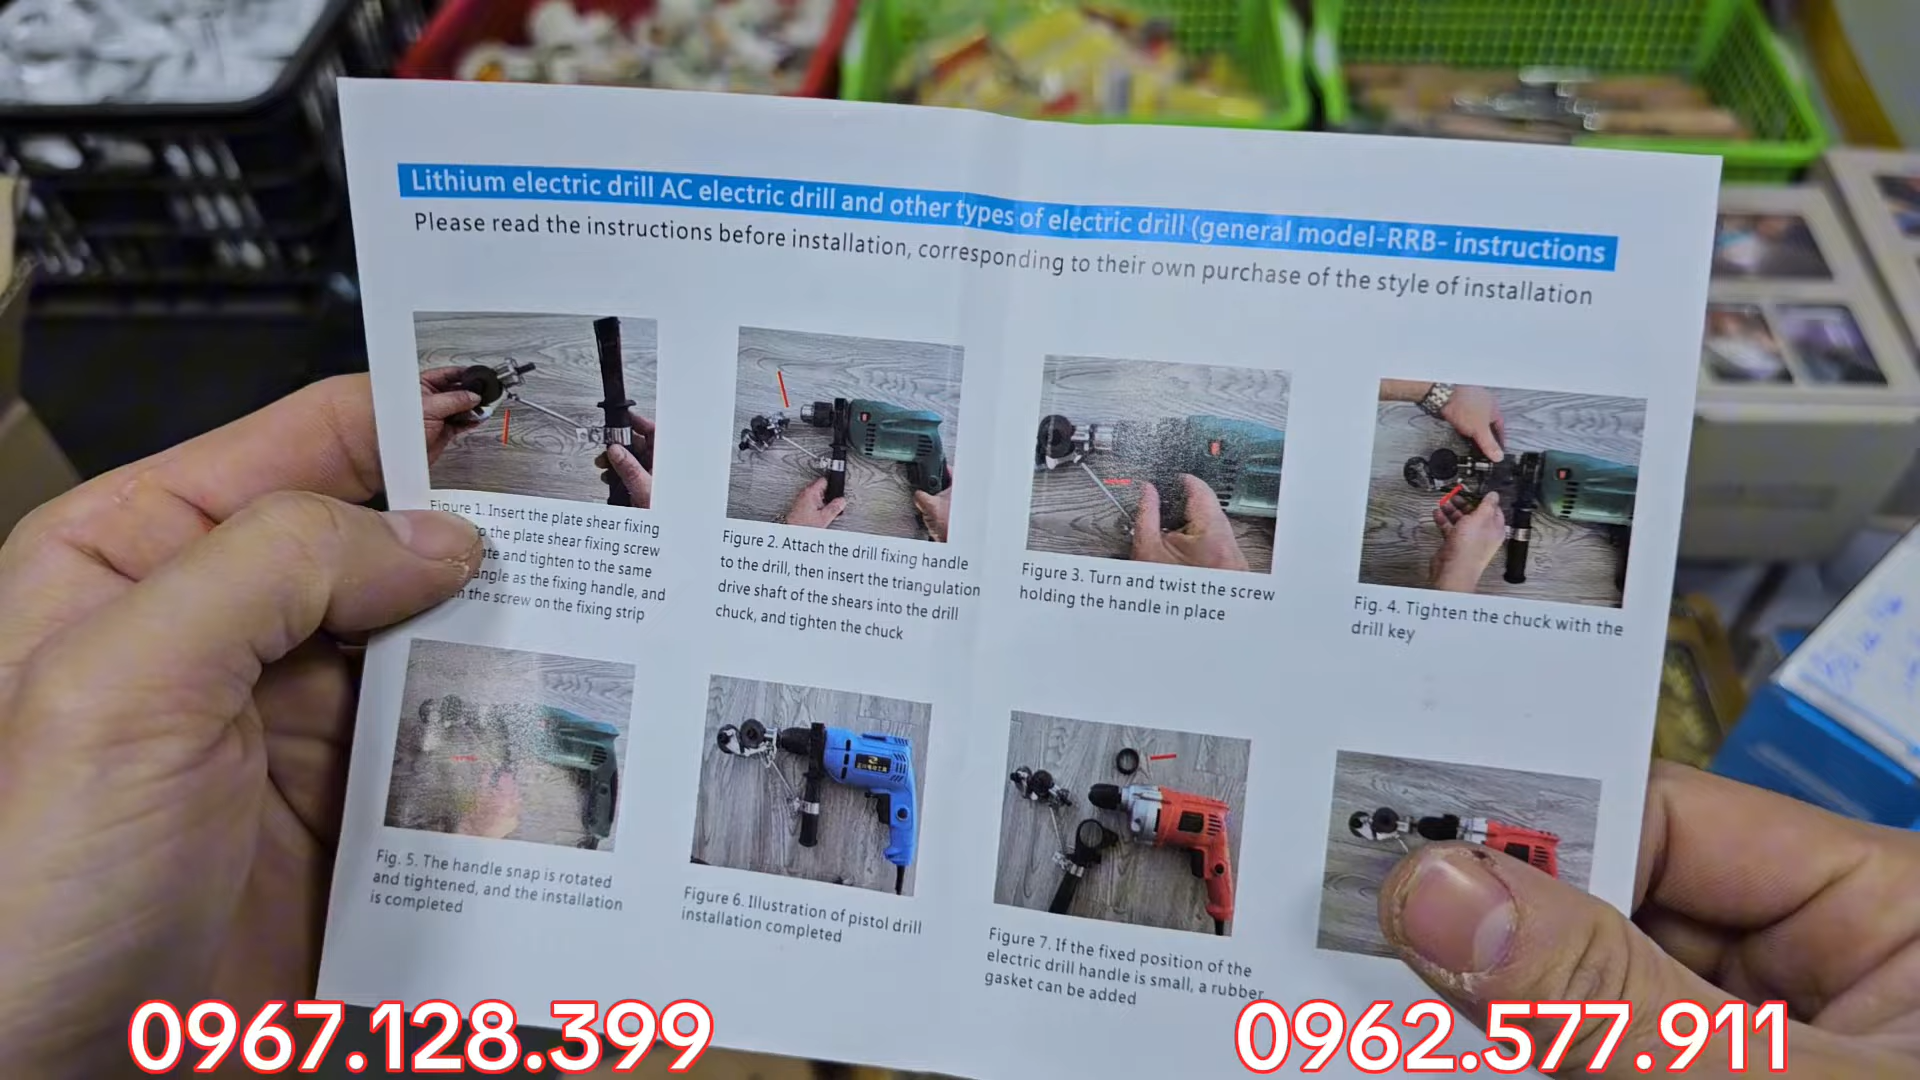 Lithium electric drill AC electric drill and other types of electric drill (general model-RRB- instructions
Please read the instructions before installation, corresponding to their own purchase of the style of installation
Figure 1. Insert the plate shear fixing
the plate shear fixing screw
and tighten to the same
angle as the fixing handle, and
the screw on the fixing strip
Figure 2. Attach the drill fixing handle
to the drill, then insert the triangulation
drive shaft of the shears into the drill
chuck, and tighten the chuck
Figure 3. Turn and twist the screw
holding the handle in place
Fig. 4. Tighten the chuck with the
drill key
Fig. 5. The handle snap is rotated
and tightened, and the installation
is completed
Figure 6. Illustration of pistol drill
installation completed
Figure 7. If the fixed position of the
electric drill handle is small, a rubber
gasket can be added
0967.128.399
0962.577.911